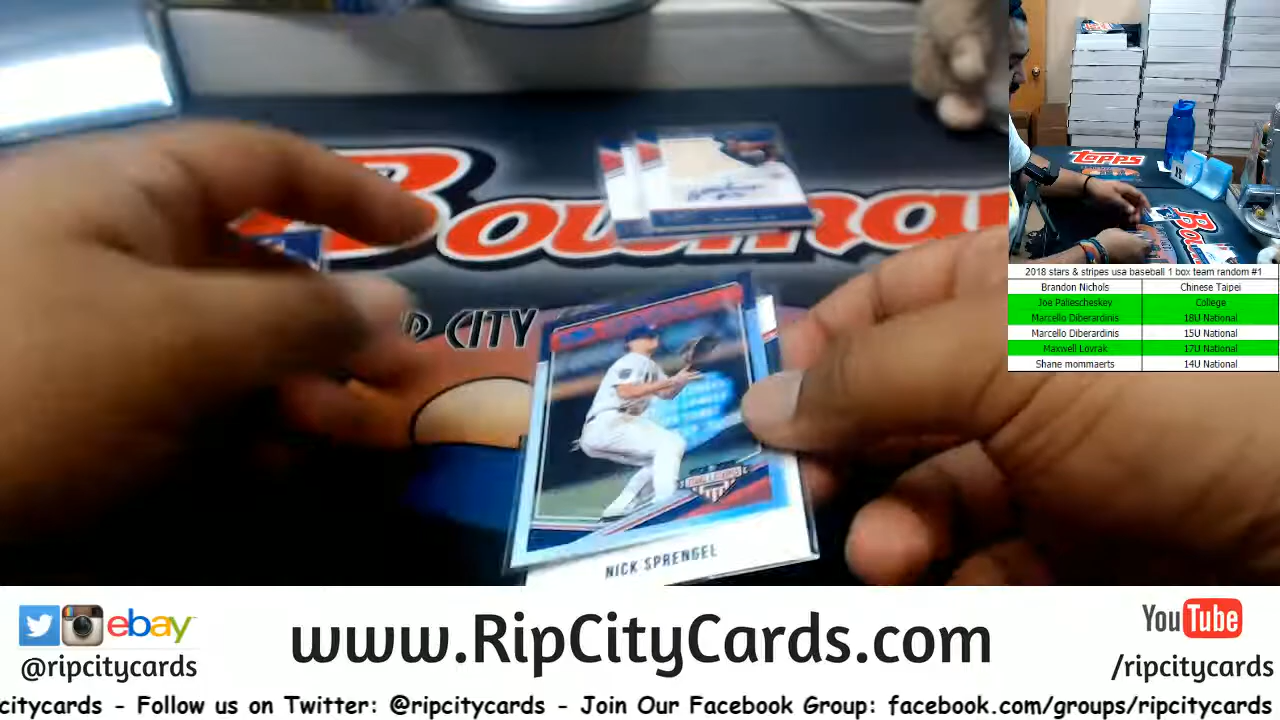 Bowman
CITY
NICK SPRENGEL
topps
Bowman
2018 stars & stripes usa baseball 1 box team random #1
Brandon Nichols Chinese Taipei
Joe Paliescheskey College
Marcello Diberardinis 18U National
Marcello Diberardinis 15U National
Maxwell Lovrak 17U National
Shane mommaerts 14U National
ebay
@ripcitycards
www.RipCityCards.com
YouTube
/ripcitycards
citycards - Follow us on Twitter: @ripcitycards - Join Our Facebook Group: facebook.com/groups/ripcitycards